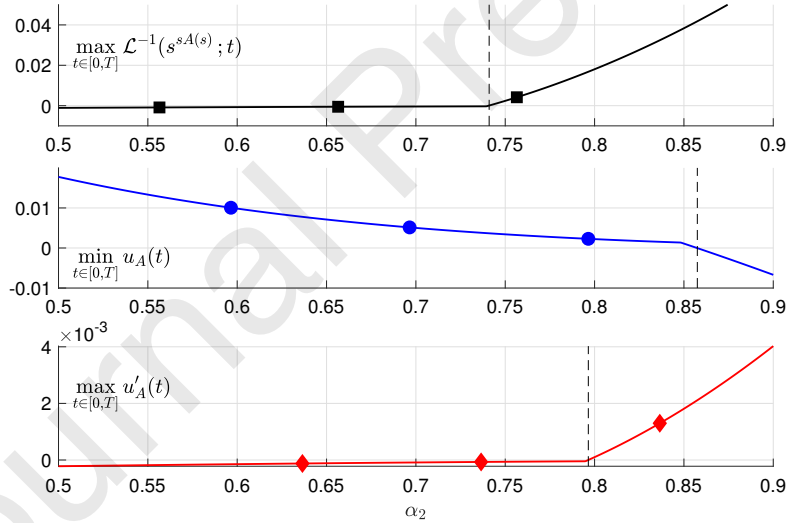 0.04
0.02
0
max ℒ⁻¹(s^{sA(s)}; t)
t∈[0,T]
0.5 0.55 0.6 0.65 0.7 0.75 0.8 0.85 0.9
0.01
0
-0.01
min u_A(t)
t∈[0,T]
0.5 0.55 0.6 0.65 0.7 0.75 0.8 0.85 0.9
×10⁻³
4
2
0
max u′_A(t)
t∈[0,T]
0.5 0.55 0.6 0.65 0.7 0.75 0.8 0.85 0.9
α₂
urnal Pre